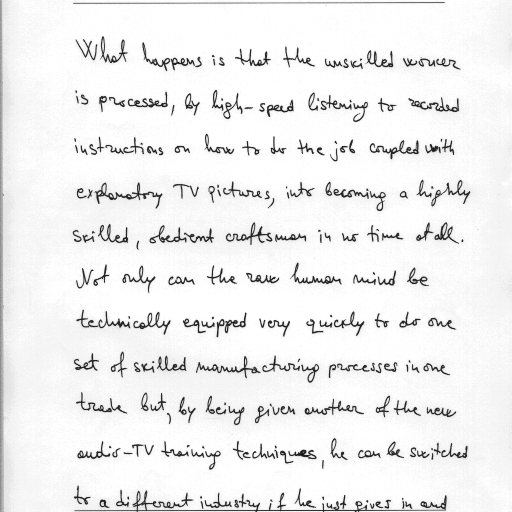 What happens is that the unskilled worker
is processed, by high-speed listening to recorded
instructions on how to do the job coupled with
explanatory TV pictures, into becoming a highly
skilled, obedient craftsman in no time at all.
Not only can the raw human mind be
technically equipped very quickly to do one
set of skilled manufacturing processes in one
trade but, by being given another of the new
audio-TV training techniques, he can be switched
to a different industry if he just gives in and